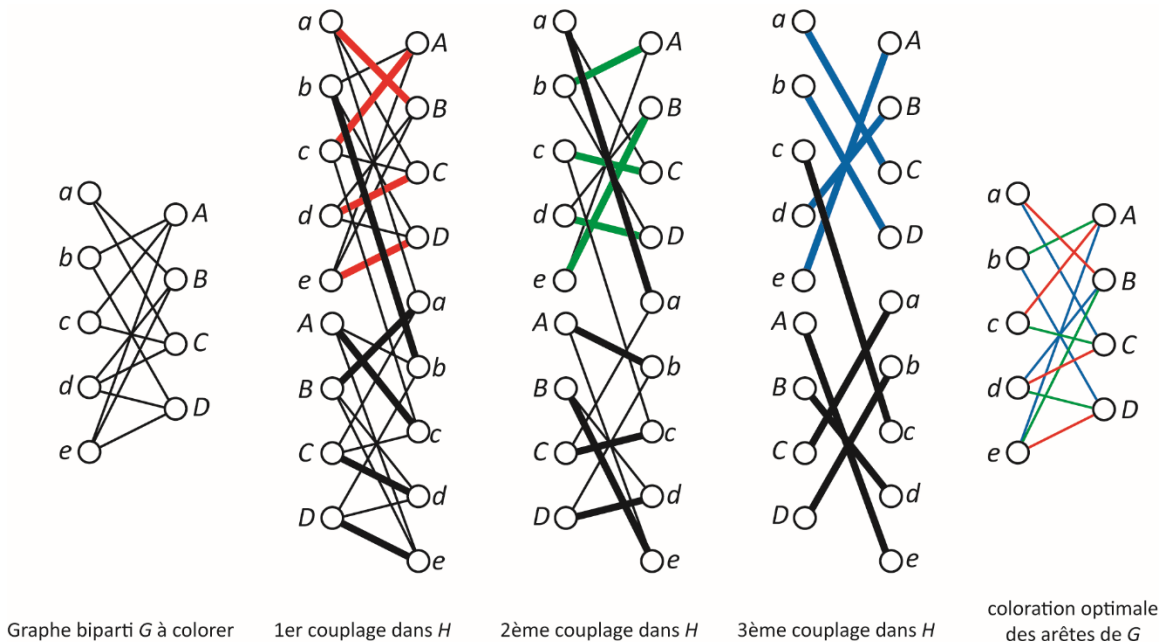 a
A
b
B
c
C
d
D
e
Graphe biparti G à colorer
a
A
b
B
c
C
d
D
e
a
A
b
B
c
C
d
D
e
1er couplage dans H
a
A
b
B
c
C
d
D
e
a
A
b
B
c
C
d
D
e
2ème couplage dans H
a
A
b
B
c
C
d
D
e
a
A
b
B
c
C
d
D
e
3ème couplage dans H
a
A
b
B
c
C
d
D
e
coloration optimale
des arêtes de G